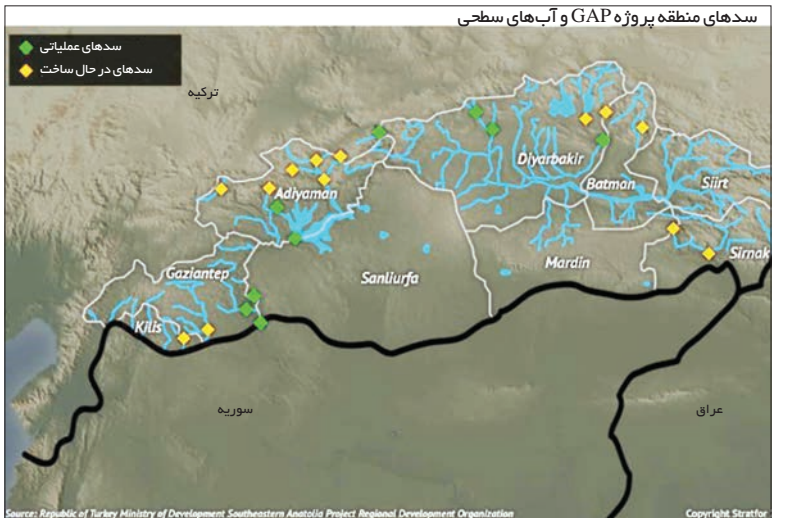 سدهای منطقه پروژه GAP و آب‌های سطحی
سدهای عملیاتی
سدهای در حال ساخت
ترکیه
Diyarbakir
Batman
Siirt
Adiyaman
Sirnak
Mardin
Gaziantep
Sanliurfa
Kilis
سوریه
عراق
Source: Republic of Turkey Ministry of Development Southeastern Anatolia Project Regional Development Organization
Copyright Stratfor